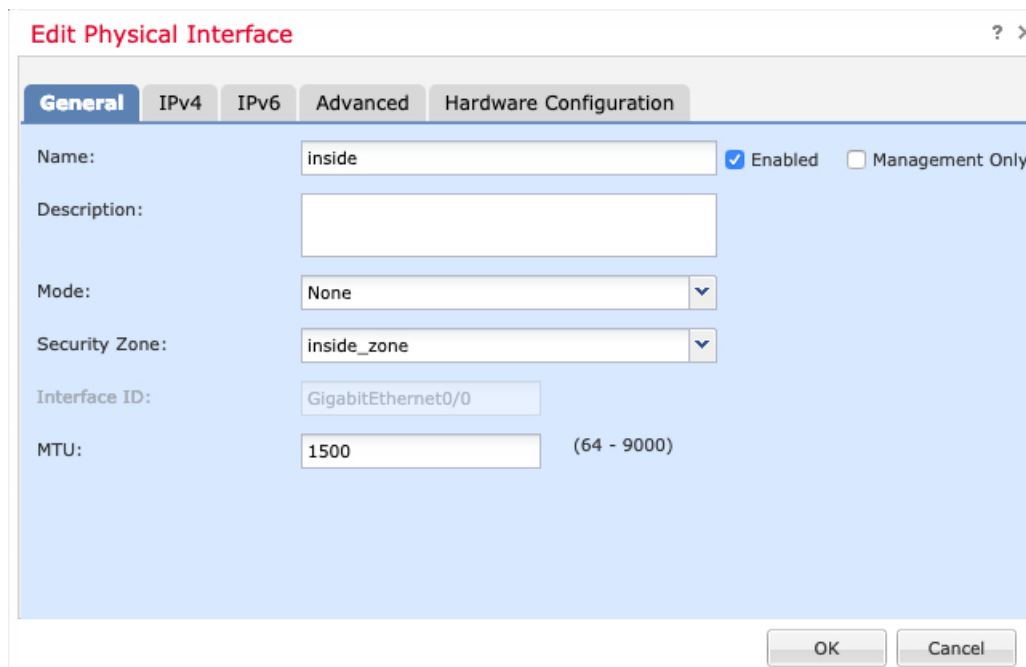 Edit Physical Interface ?
General IPv4 IPv6 Advanced Hardware Configuration
Name: inside Enabled Management Only
Description:
Mode: None
Security Zone: inside_zone
Interface ID: GigabitEthernet0/0
MTU: 1500 (64 - 9000)
OK Cancel